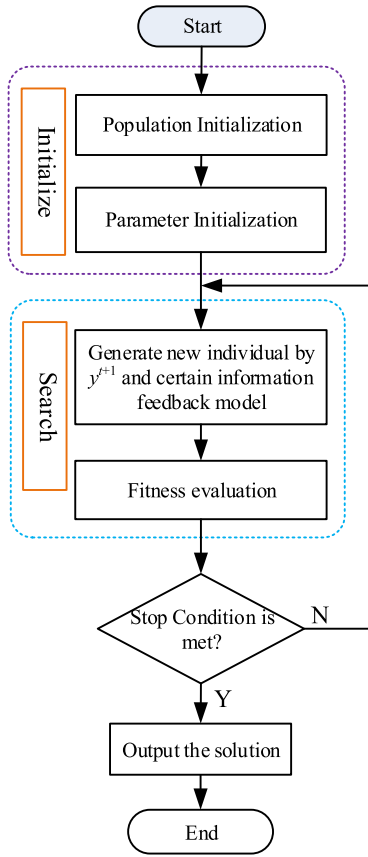 Start
Initialize
Population Initialization
Parameter Initialization
Search
Generate new individual by
y^{t+1} and certain information
feedback model
Fitness evaluation
Stop Condition is
met?
N
Y
Output the solution
End